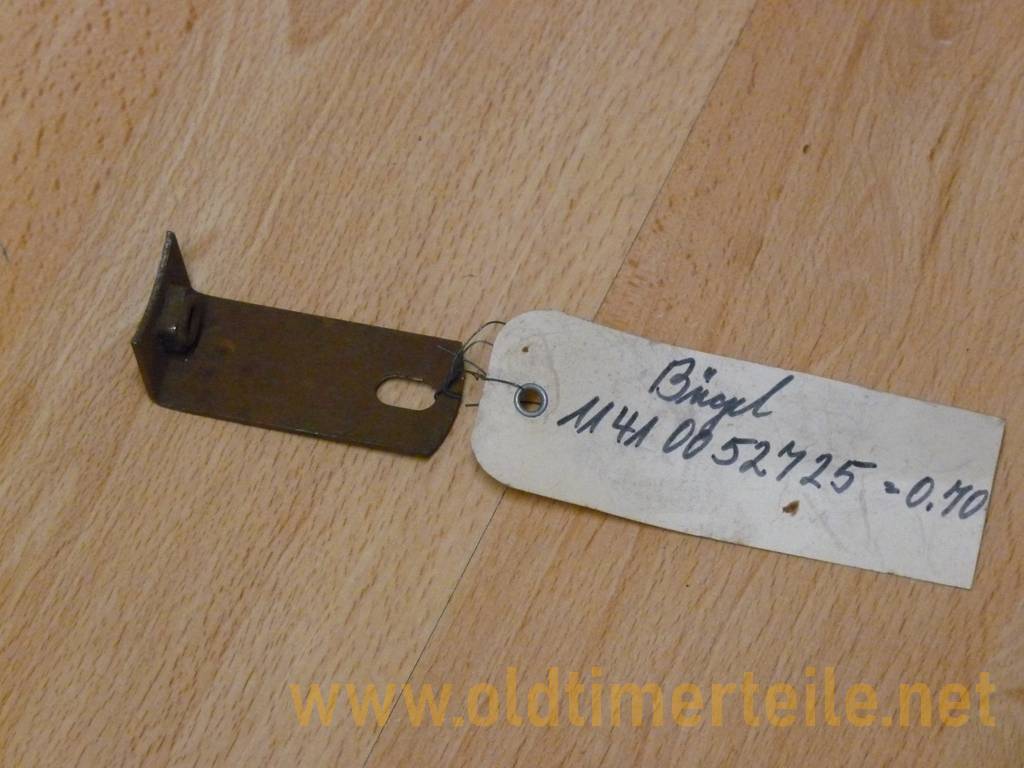 Bügel
1141 0052725 = 0.70
www.oldtimerteile.net